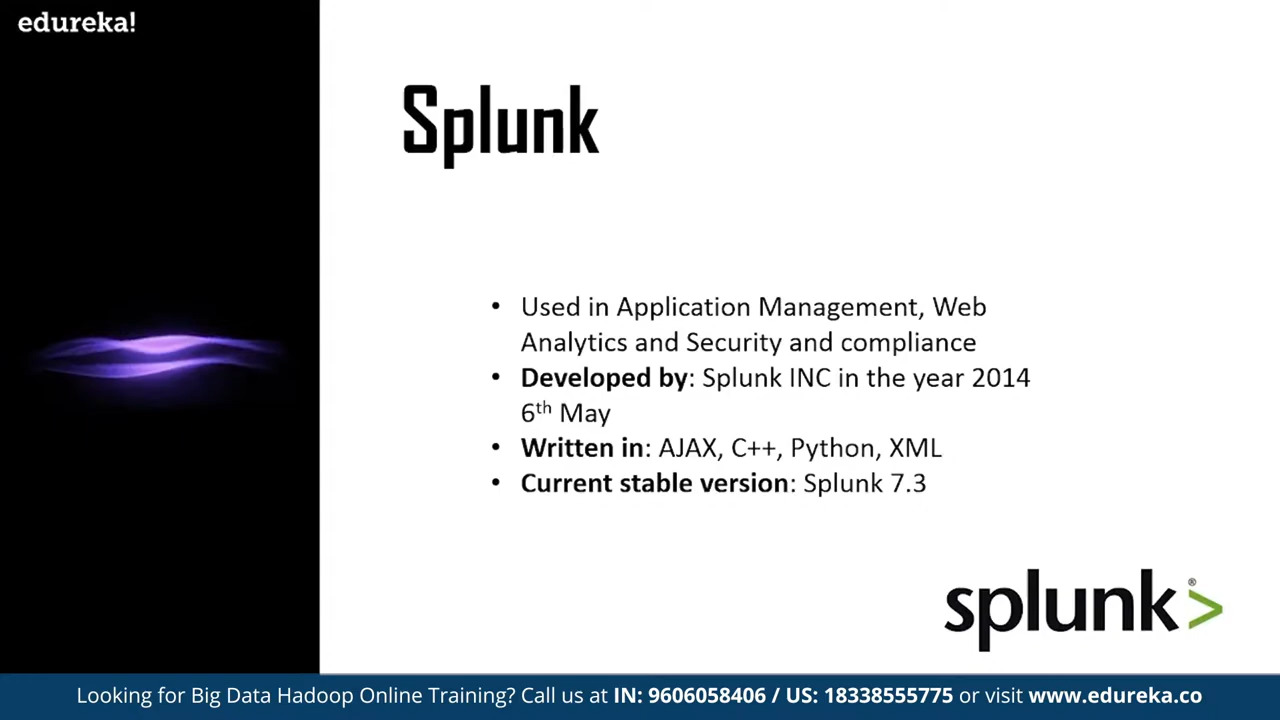 edureka!
Splunk
• Used in Application Management, Web
Analytics and Security and compliance
• Developed by: Splunk INC in the year 2014
6th May
• Written in: AJAX, C++, Python, XML
• Current stable version: Splunk 7.3
splunk®>
Looking for Big Data Hadoop Online Training? Call us at IN: 9606058406 / US: 18338555775 or visit www.edureka.co